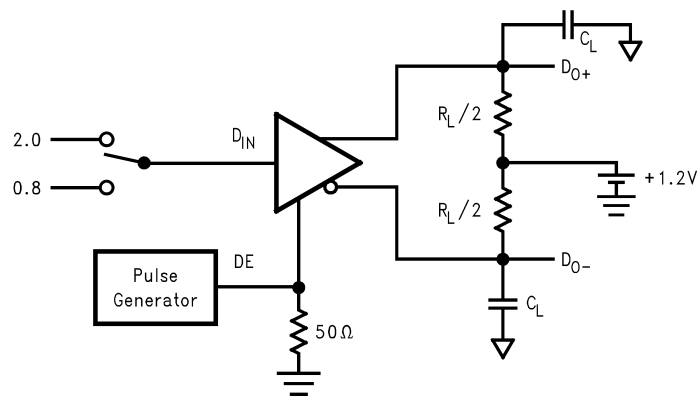 C_L
D_O+
R_L/2
2.0
D_IN
+1.2V
0.8
R_L/2
DE
D_O−
Pulse
Generator
C_L
50Ω